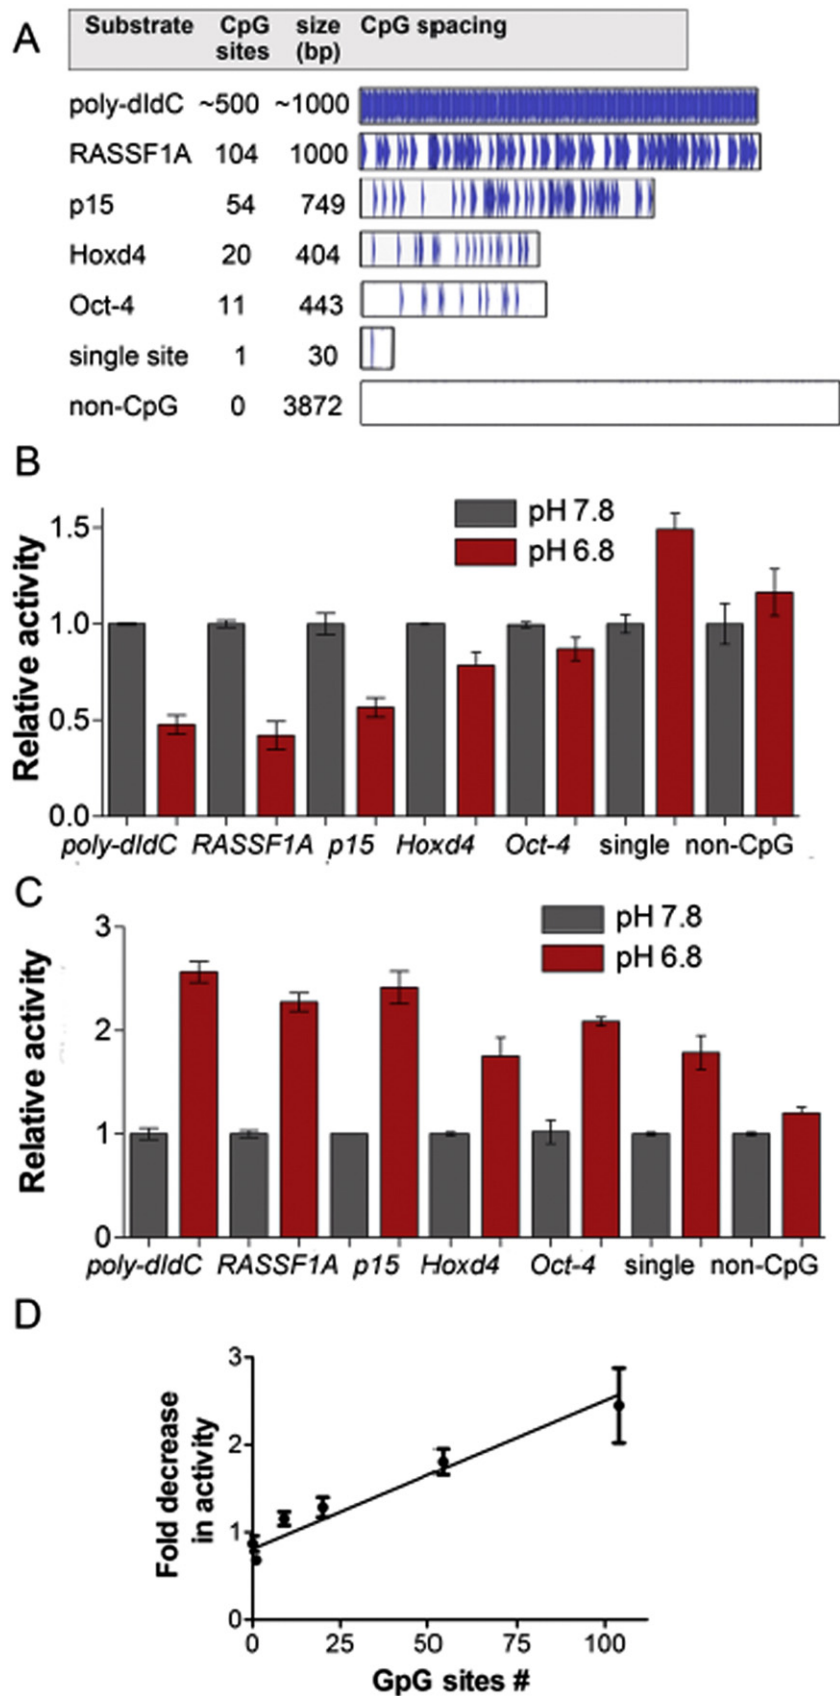 A
Substrate CpG sites size (bp) CpG spacing
poly-dIdC ~500 ~1000
RASSF1A 104 1000
p15 54 749
Hoxd4 20 404
Oct-4 11 443
single site 1 30
non-CpG 0 3872
B
Relative activity
1.5
1.0
0.5
0.0
pH 7.8
pH 6.8
poly-dIdC RASSF1A p15 Hoxd4 Oct-4 single non-CpG
C
Relative activity
3
2
1
0
pH 7.8
pH 6.8
poly-dIdC RASSF1A p15 Hoxd4 Oct-4 single non-CpG
D
Fold decrease
in activity
3
2
1
0
0 25 50 75 100
GpG sites #